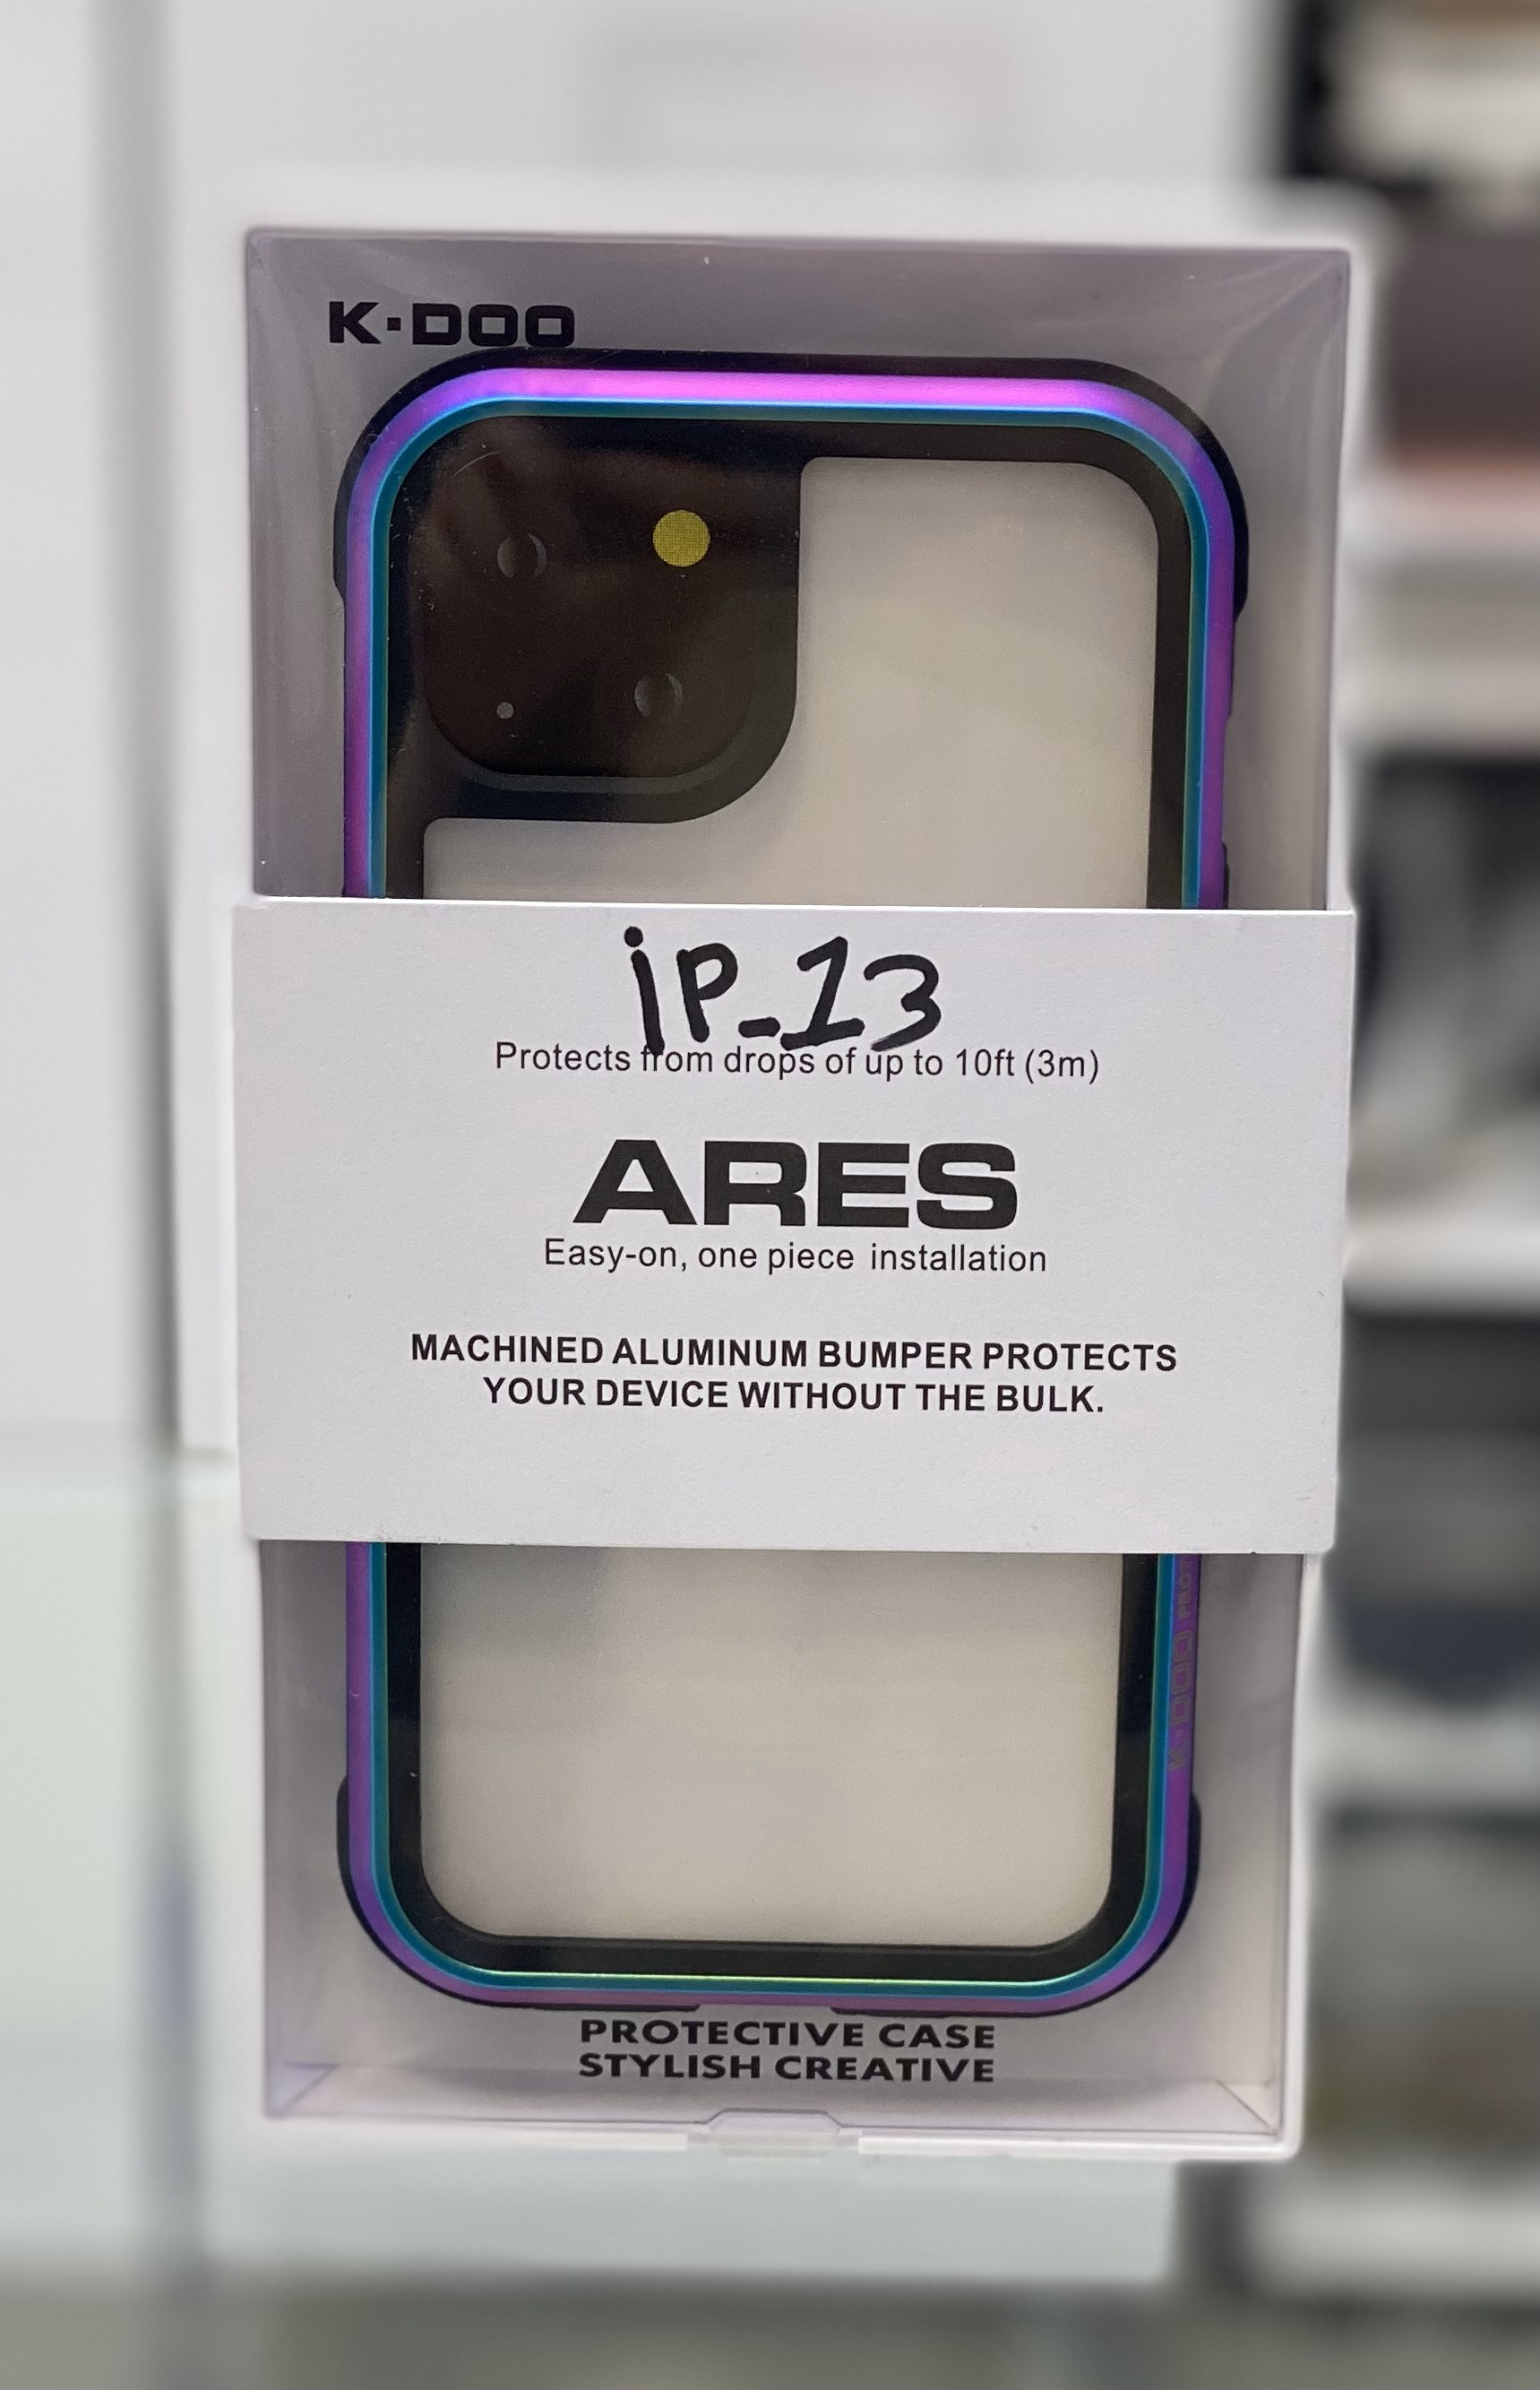 K·DOO
iP_13
Protects from drops of up to 10ft (3m)
ARES
Easy-on, one piece installation
MACHINED ALUMINUM BUMPER PROTECTS
YOUR DEVICE WITHOUT THE BULK.
K·DOO
PROTECTIVE CASE
STYLISH CREATIVE